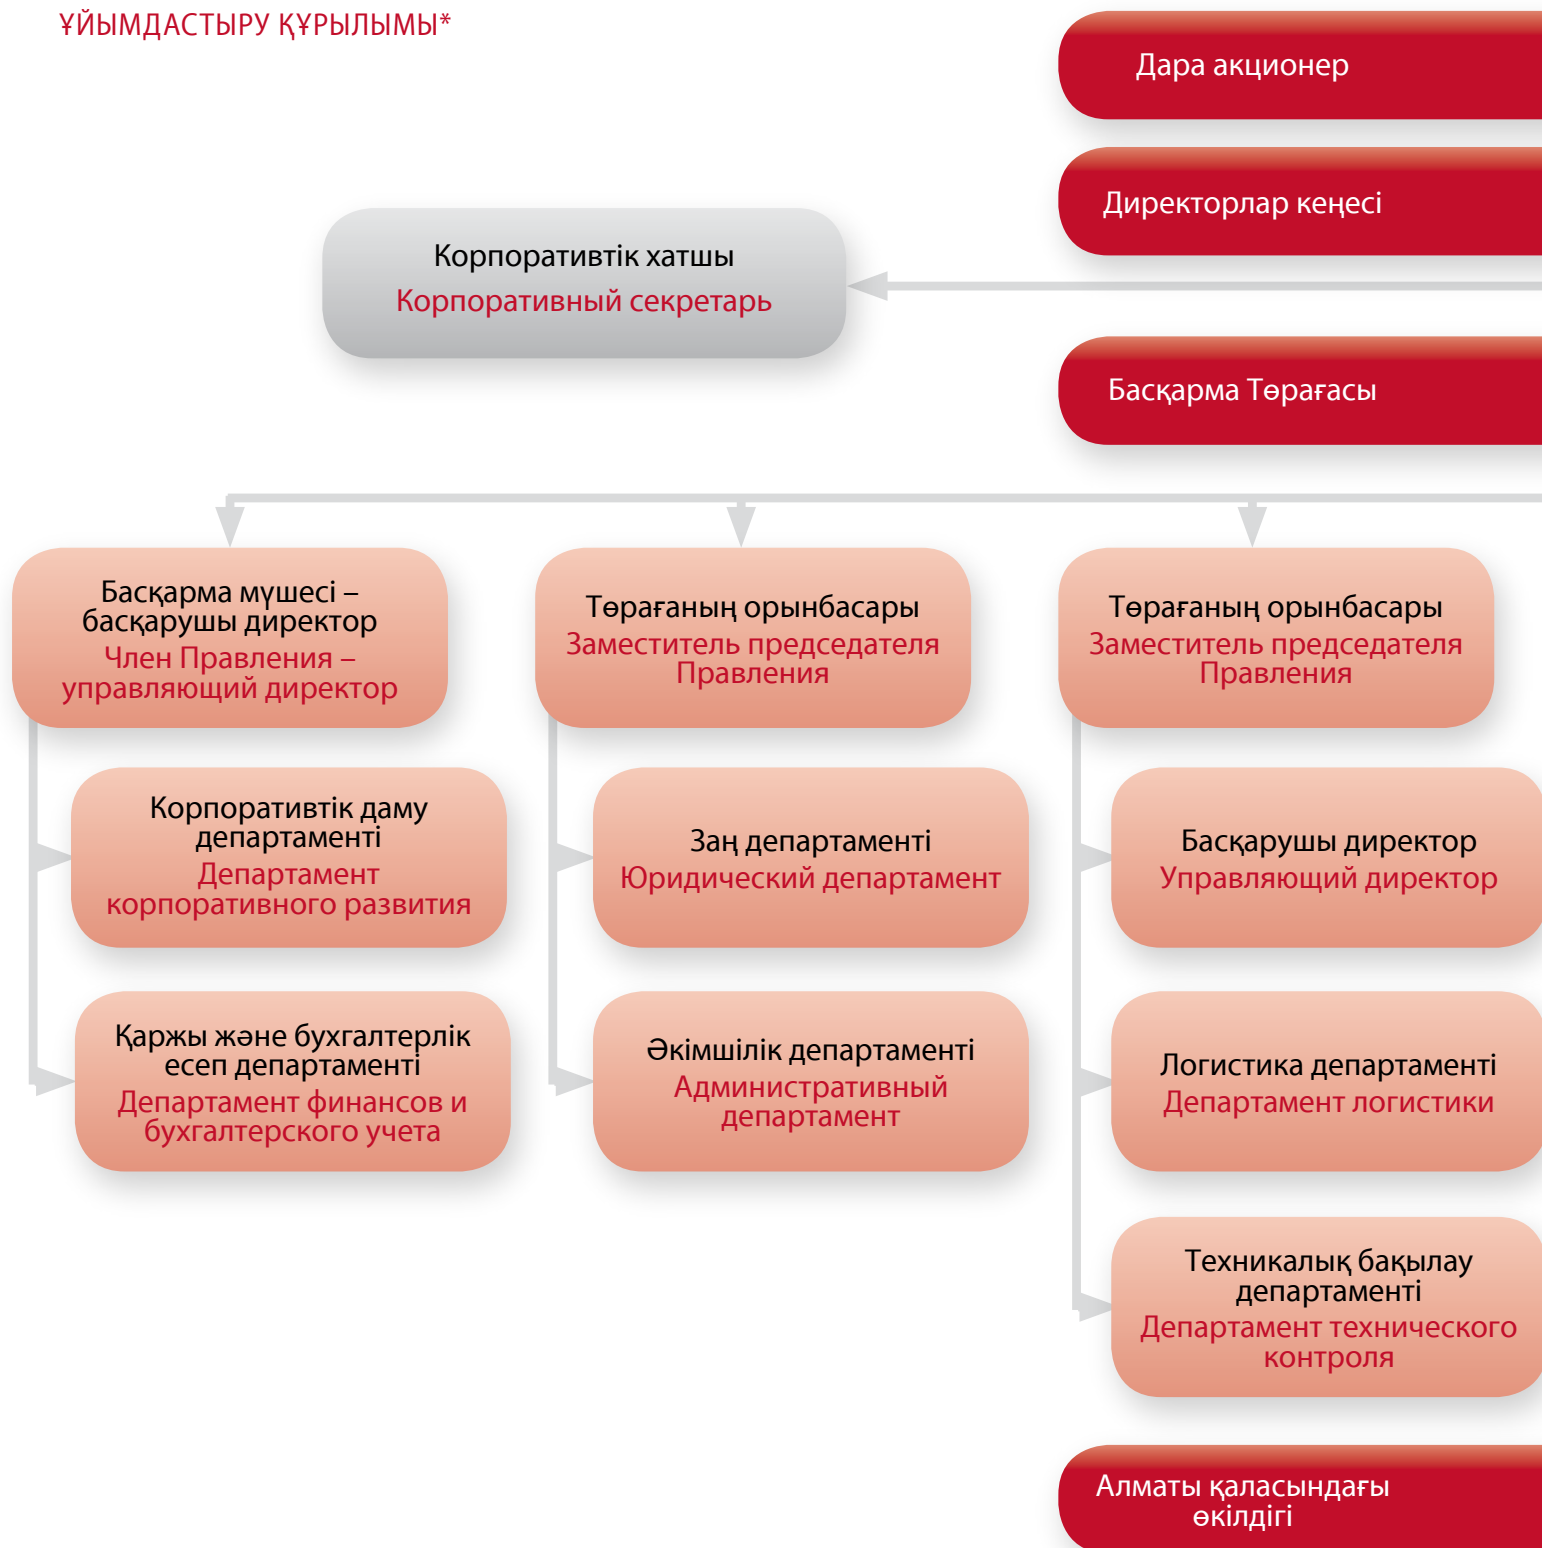 ҰЙЫМДАСТЫРУ ҚҰРЫЛЫМЫ*
Дара акционер
Директорлар кеңесі
Корпоративтік хатшы
Корпоративный секретарь
Басқарма Төрағасы
Басқарма мүшесі –
басқарушы директор
Член Правления –
управляющий директор
Төрағаның орынбасары
Заместитель председателя
Правления
Төрағаның орынбасары
Заместитель председателя
Правления
Корпоративтік даму
департаменті
Департамент
корпоративного развития
Заң департаменті
Юридический департамент
Басқарушы директор
Управляющий директор
Қаржы және бухгалтерлік
есеп департаменті
Департамент финансов и
бухгалтерского учета
Әкімшілік департаменті
Административный
департамент
Логистика департаменті
Департамент логистики
Техникалық бақылау
департаменті
Департамент технического
контроля
Алматы қаласындағы
өкілдігі